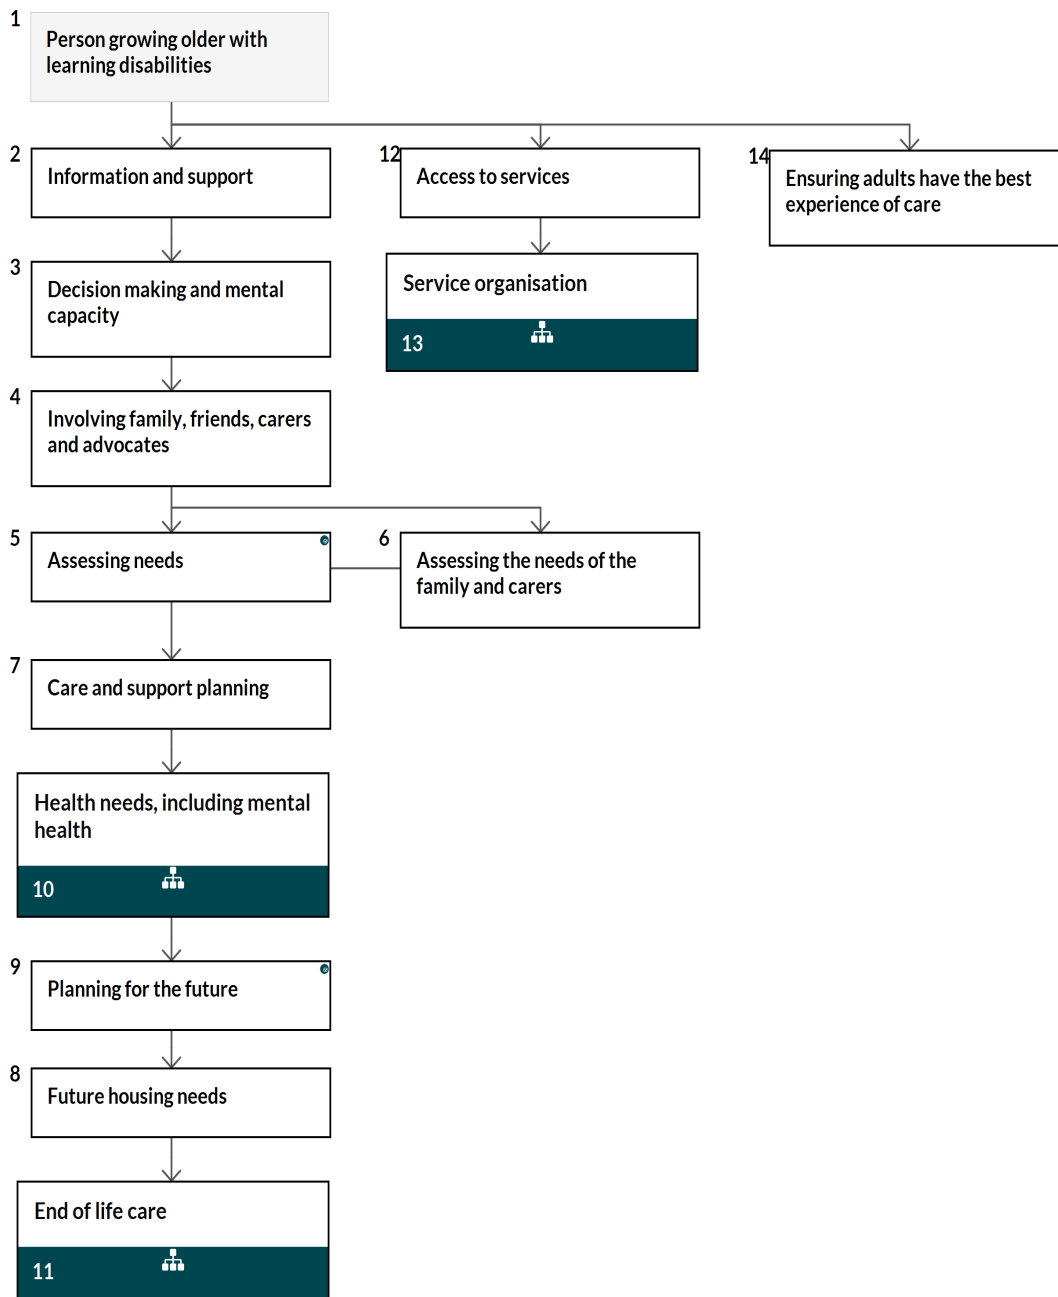 1
Person growing older with
learning disabilities
2
Information and support
12
Access to services
14
Ensuring adults have the best
experience of care
3
Decision making and mental
capacity
Service organisation
13
4
Involving family, friends, carers
and advocates
5
Assessing needs
6
Assessing the needs of the
family and carers
7
Care and support planning
Health needs, including mental
health
10
9
Planning for the future
8
Future housing needs
End of life care
11